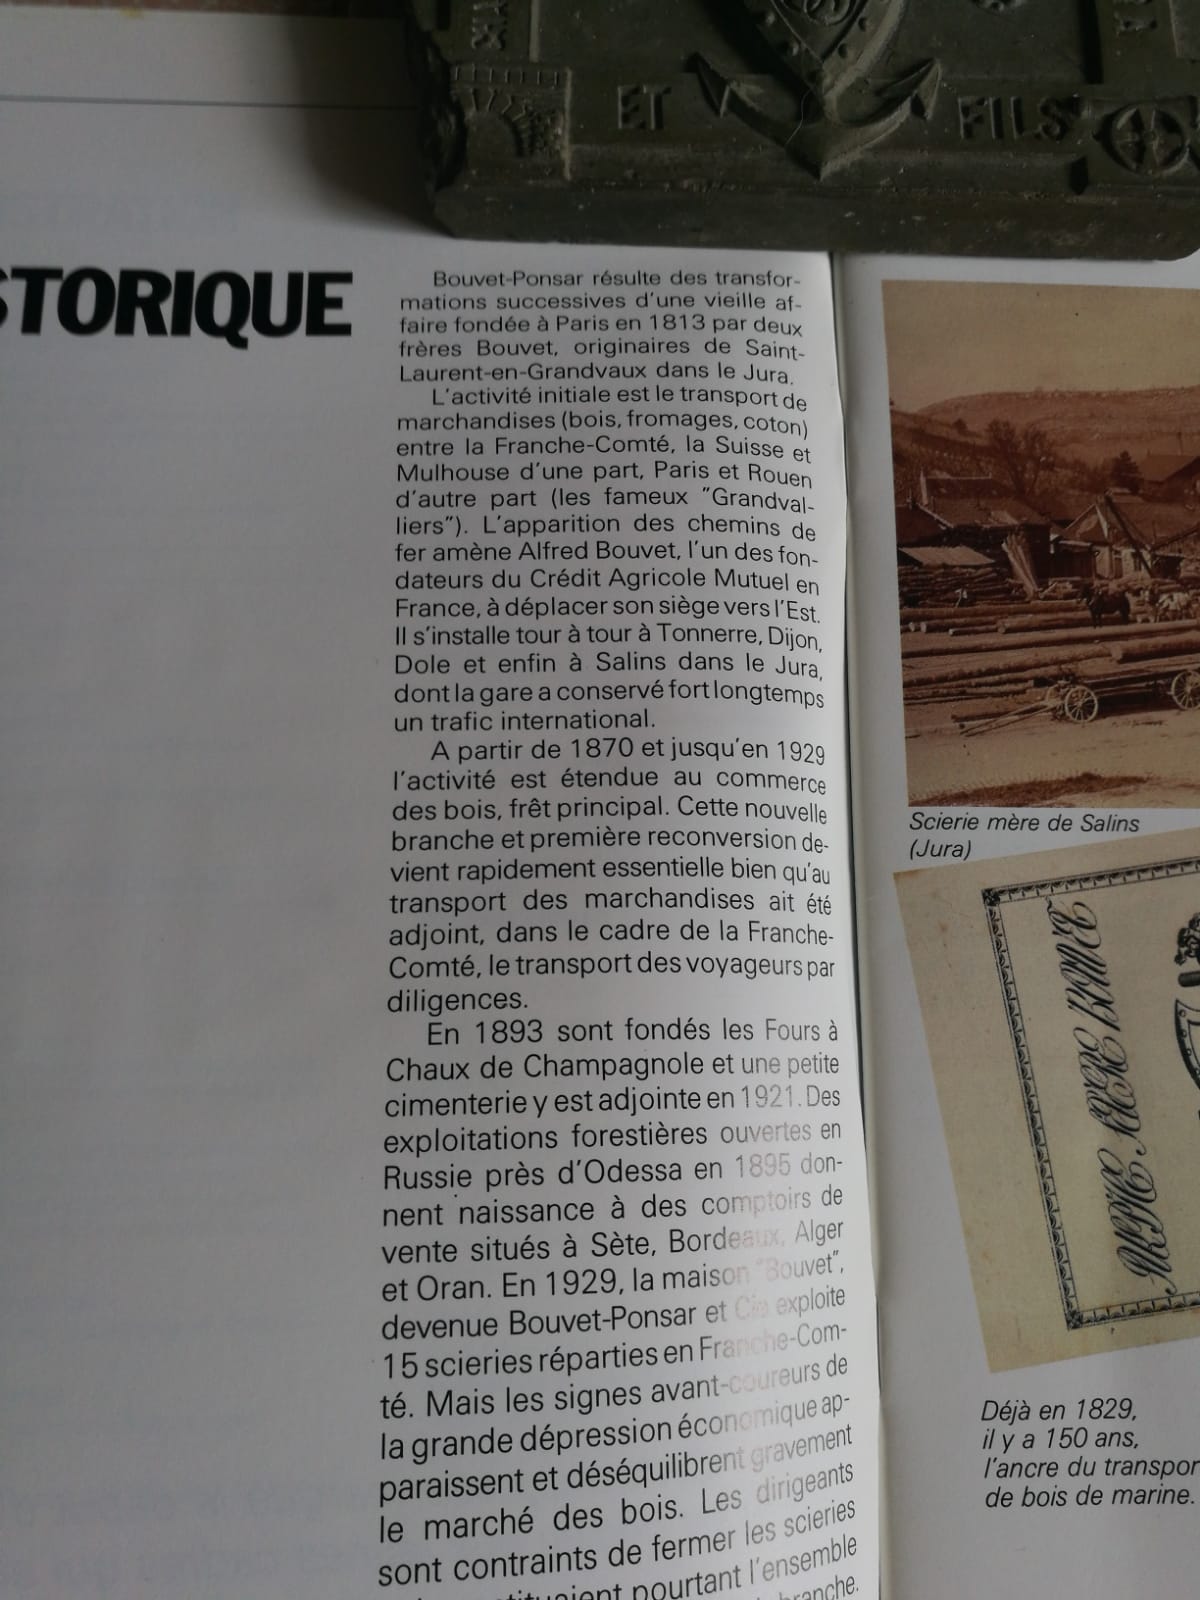 ET FILS
STORIQUE
Bouvet-Ponsar résulte des transfor-
mations successives d'une vieille af-
faire fondée à Paris en 1813 par deux
frères Bouvet, originaires de Saint-
Laurent-en-Grandvaux dans le Jura.
L'activité initiale est le transport de
marchandises (bois, fromages, coton)
entre la Franche-Comté, la Suisse et
Mulhouse d'une part, Paris et Rouen
d'autre part (les fameux "Grandval-
liers"). L'apparition des chemins de
fer amène Alfred Bouvet, l'un des fon-
dateurs du Crédit Agricole Mutuel en
France, à déplacer son siège vers l'Est.
Il s'installe tour à tour à Tonnerre, Dijon,
Dole et enfin à Salins dans le Jura,
dont la gare a conservé fort longtemps
un trafic international.
A partir de 1870 et jusqu'en 1929
l'activité est étendue au commerce
des bois, frêt principal. Cette nouvelle
branche et première reconversion de-
vient rapidement essentielle bien qu'au
transport des marchandises ait été
adjoint, dans le cadre de la Franche-
Comté, le transport des voyageurs par
diligences.
En 1893 sont fondés les Fours à
Chaux de Champagnole et une petite
cimenterie y est adjointe en 1921. Des
exploitations forestières ouvertes en
Russie près d'Odessa en 1895 don-
nent naissance à des comptoirs de
vente situés à Sète, Bordeaux, Alger
et Oran. En 1929, la maison "Bouvet",
devenue Bouvet-Ponsar et Cie exploite
15 scieries réparties en Franche-Com-
té. Mais les signes avant-coureurs de
la grande dépression économique ap-
paraissent et déséquilibrent gravement
le marché des bois. Les dirigeants
sont contraints de fermer les scieries
pourtant l'ensemble
branche.
Scierie mère de Salins
(Jura)
Déjà en 1829,
il y a 150 ans,
l'ancre du transpor
de bois de marine.